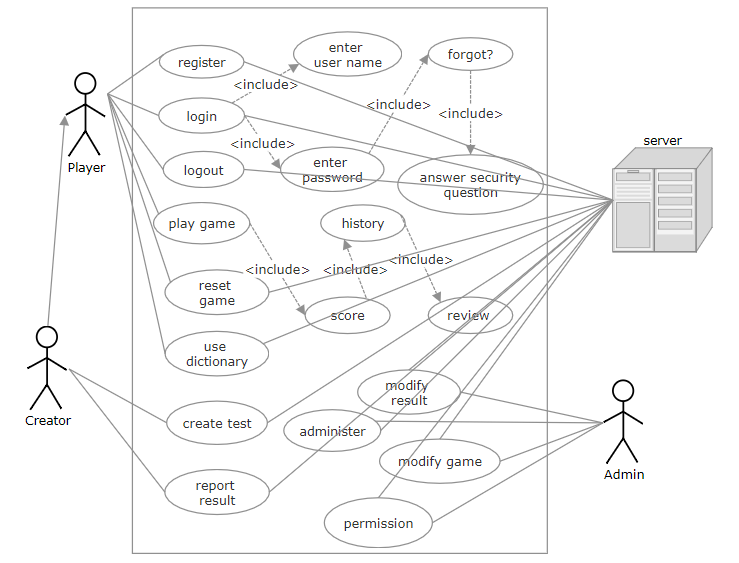 enter
user name
forgot?
register
<include>
<include>
<include>
login
<include>
server
Player
logout
enter
password
answer security
question
play game
history
<include>
<include>
<include>
reset
game
score
review
use
dictionary
modify
result
Creator
create test
administer
modify game
Admin
report
result
permission